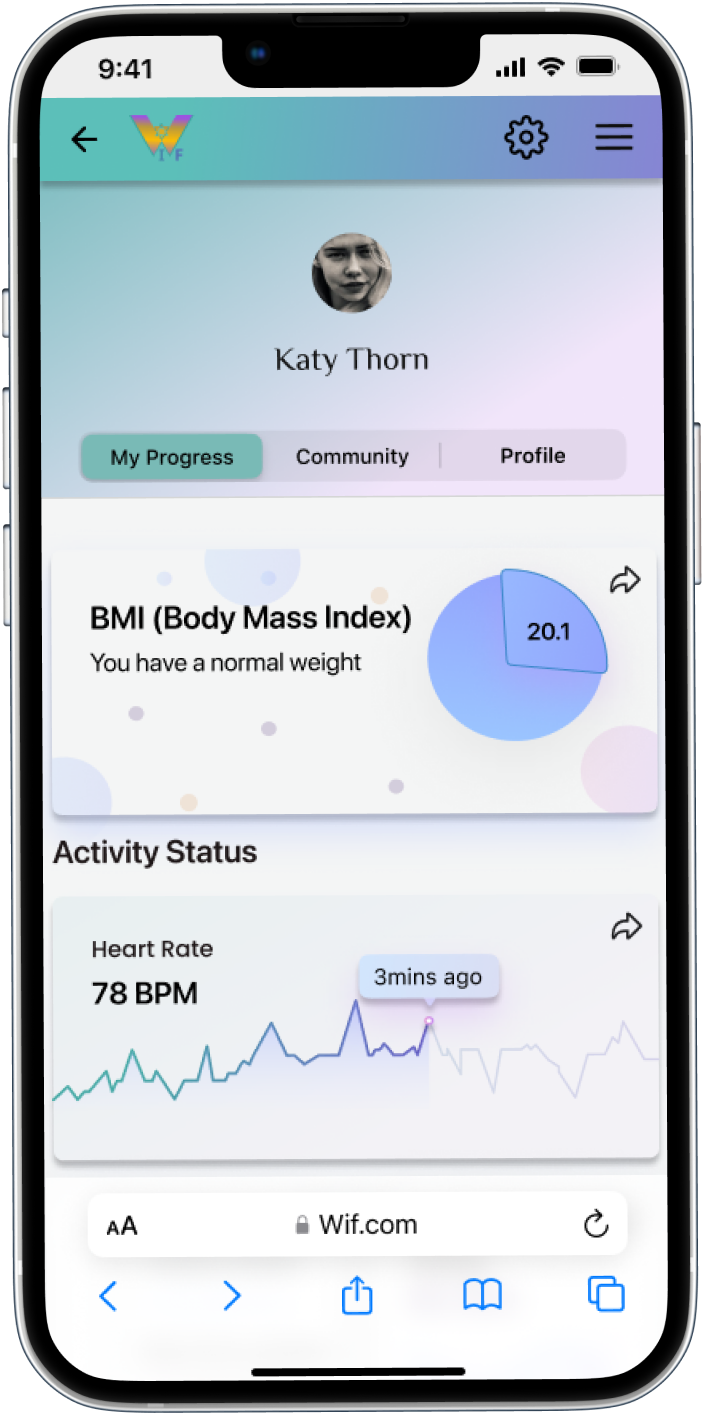 9:41
WIF
Katy Thorn
My Progress Community Profile
BMI (Body Mass Index)
You have a normal weight
20.1
Activity Status
Heart Rate
78 BPM
3mins ago
AA Wif.com